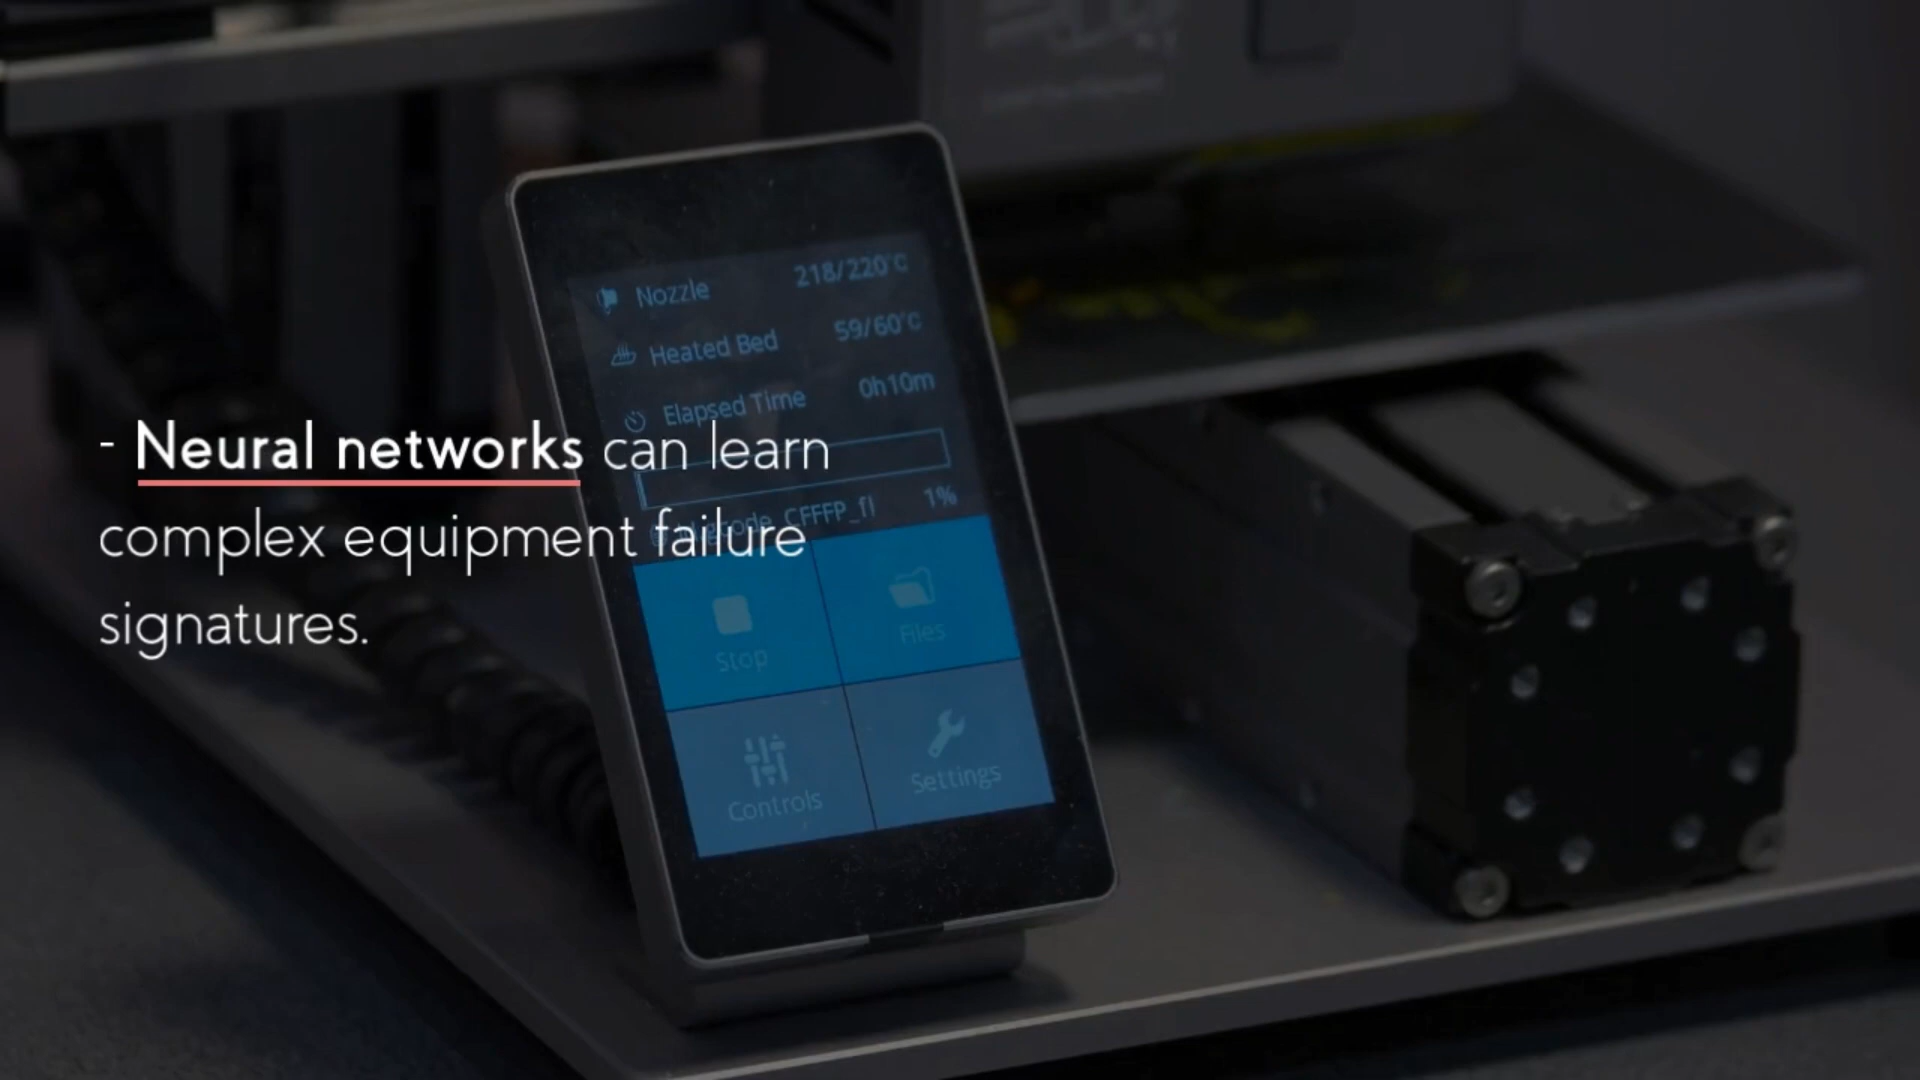 Nozzle 218/220°C
Heated Bed 59/60°C
Elapsed Time 0h10m
- Neural networks can learn
complex equipment failure
signatures.
CFFFP_fl 1%
Stop
Files
Controls
Settings